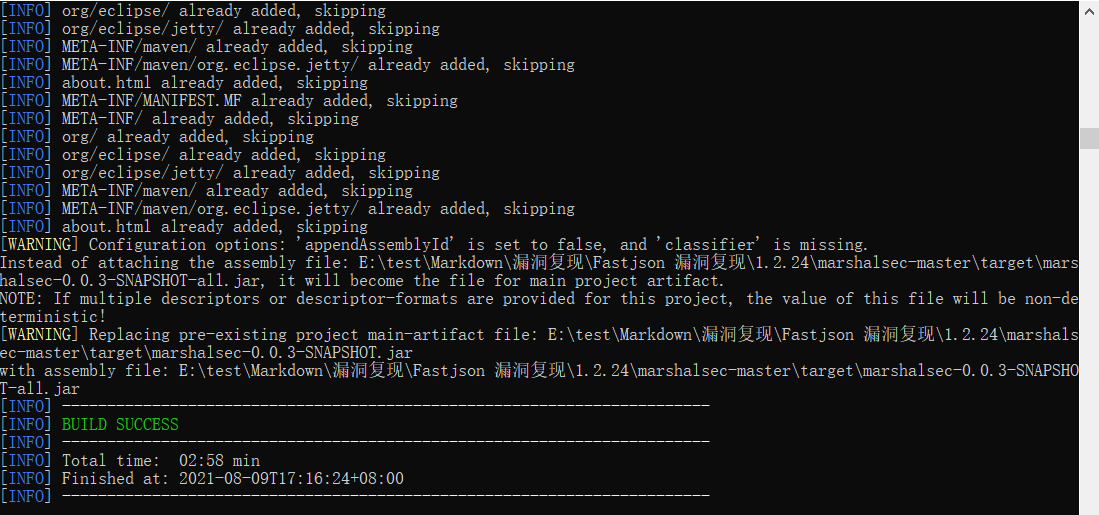 [INFO] org/eclipse/ already added, skipping
[INFO] org/eclipse/jetty/ already added, skipping
[INFO] META-INF/maven/ already added, skipping
[INFO] META-INF/maven/org.eclipse.jetty/ already added, skipping
[INFO] about.html already added, skipping
[INFO] META-INF/MANIFEST.MF already added, skipping
[INFO] META-INF/ already added, skipping
[INFO] org/ already added, skipping
[INFO] org/eclipse/ already added, skipping
[INFO] org/eclipse/jetty/ already added, skipping
[INFO] META-INF/maven/ already added, skipping
[INFO] META-INF/maven/org.eclipse.jetty/ already added, skipping
[INFO] about.html already added, skipping
[WARNING] Configuration options: 'appendAssemblyId' is set to false, and 'classifier' is missing.
Instead of attaching the assembly file: E:\test\Markdown\漏洞复现\Fastjson 漏洞复现\1.2.24\marshalsec-master\target\mars
halsec-0.0.3-SNAPSHOT-all.jar, it will become the file for main project artifact.
NOTE: If multiple descriptors or descriptor-formats are provided for this project, the value of this file will be non-de
terministic!
[WARNING] Replacing pre-existing project main-artifact file: E:\test\Markdown\漏洞复现\Fastjson 漏洞复现\1.2.24\marshals
ec-master\target\marshalsec-0.0.3-SNAPSHOT.jar
with assembly file: E:\test\Markdown\漏洞复现\Fastjson 漏洞复现\1.2.24\marshalsec-master\target\marshalsec-0.0.3-SNAPSHO
T-all.jar
[INFO] ------------------------------------------------------------------------
[INFO] BUILD SUCCESS
[INFO] ------------------------------------------------------------------------
[INFO] Total time:  02:58 min
[INFO] Finished at: 2021-08-09T17:16:24+08:00
[INFO] ------------------------------------------------------------------------